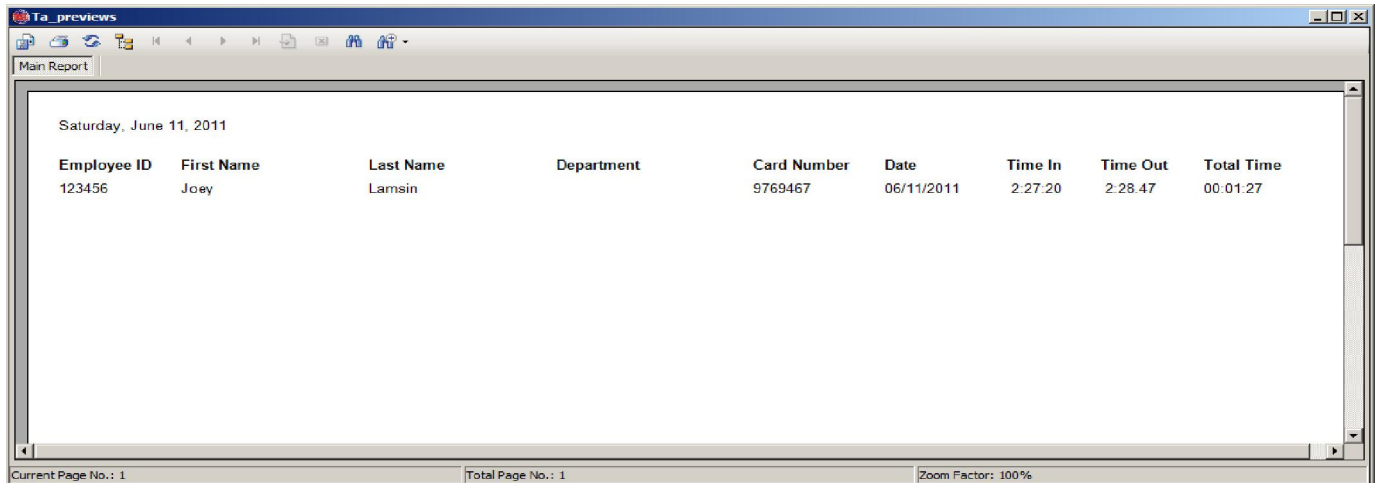 Ta_previews
Main Report
Saturday, June 11, 2011
Employee ID First Name Last Name Department Card Number Date Time In Time Out Total Time
123456 Joey Lamsin 9769467 06/11/2011 2:27:20 2:28.47 00:01:27
Current Page No.: 1 Total Page No.: 1 Zoom Factor: 100%